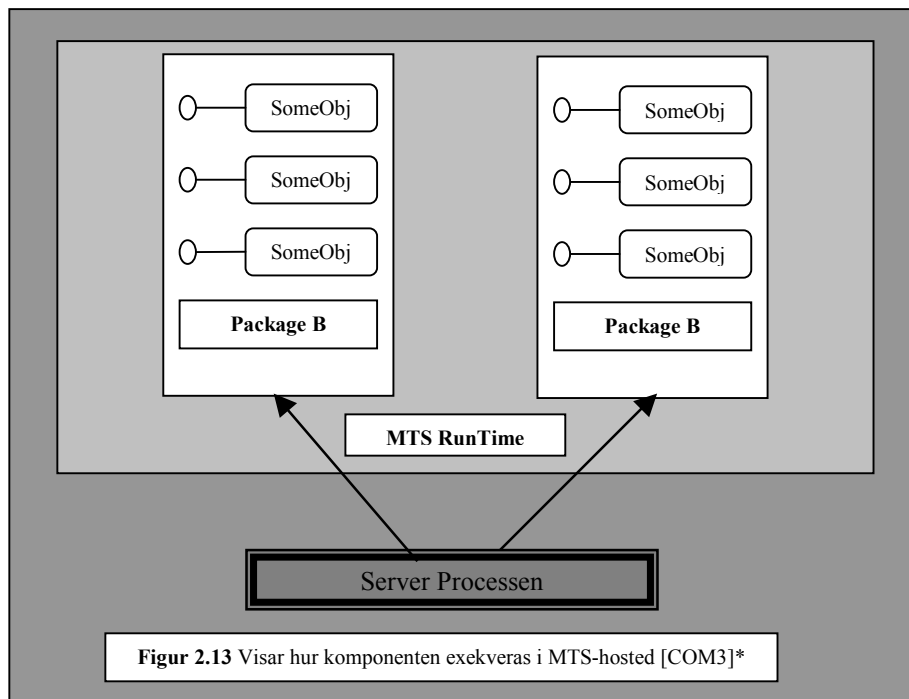 SomeObj
SomeObj
SomeObj
Package B
SomeObj
SomeObj
SomeObj
Package B
MTS RunTime
Server Processen
Figur 2.13 Visar hur komponenten exekveras i MTS-hosted [COM3]*